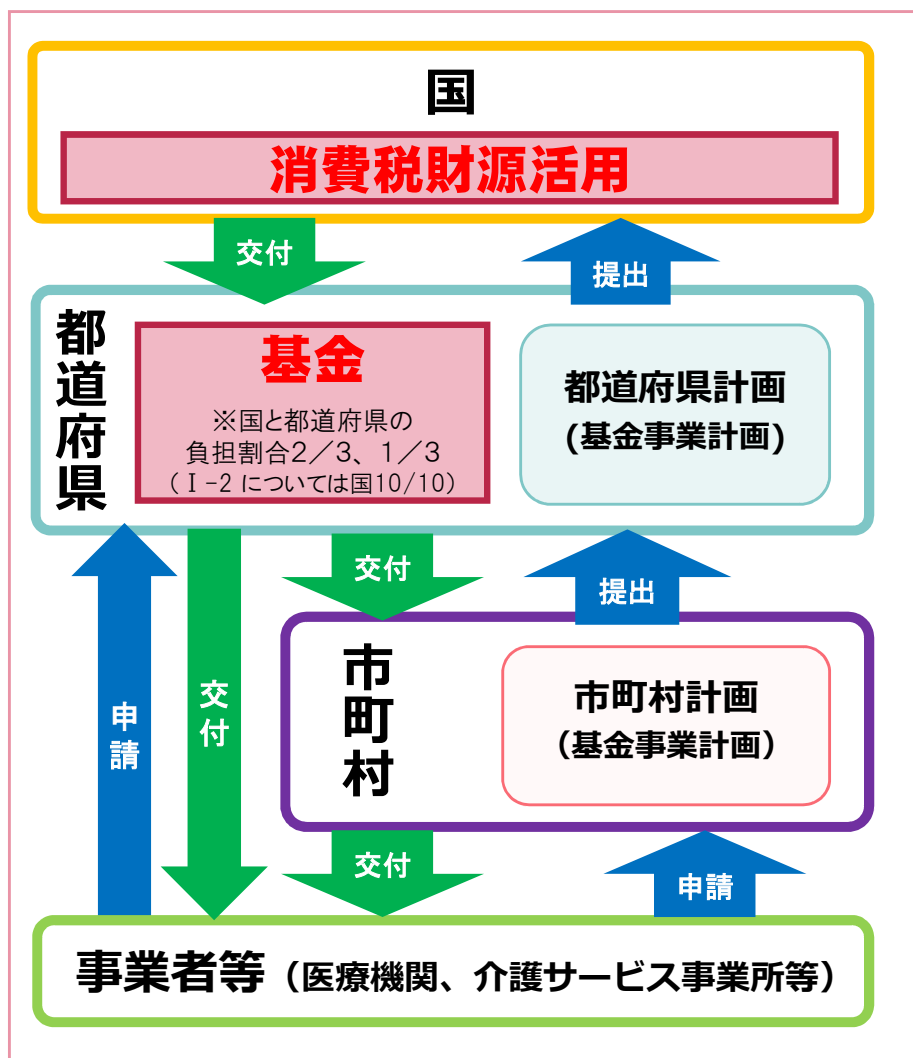 国
消費税財源活用
交付
提出
都道府県
基金
※国と都道府県の
負担割合2／3、1／3
（Ⅰ-2 については国10/10）
都道府県計画
(基金事業計画)
交付
提出
申請
交付
市町村
市町村計画
（基金事業計画）
交付
申請
事業者等（医療機関、介護サービス事業所等）